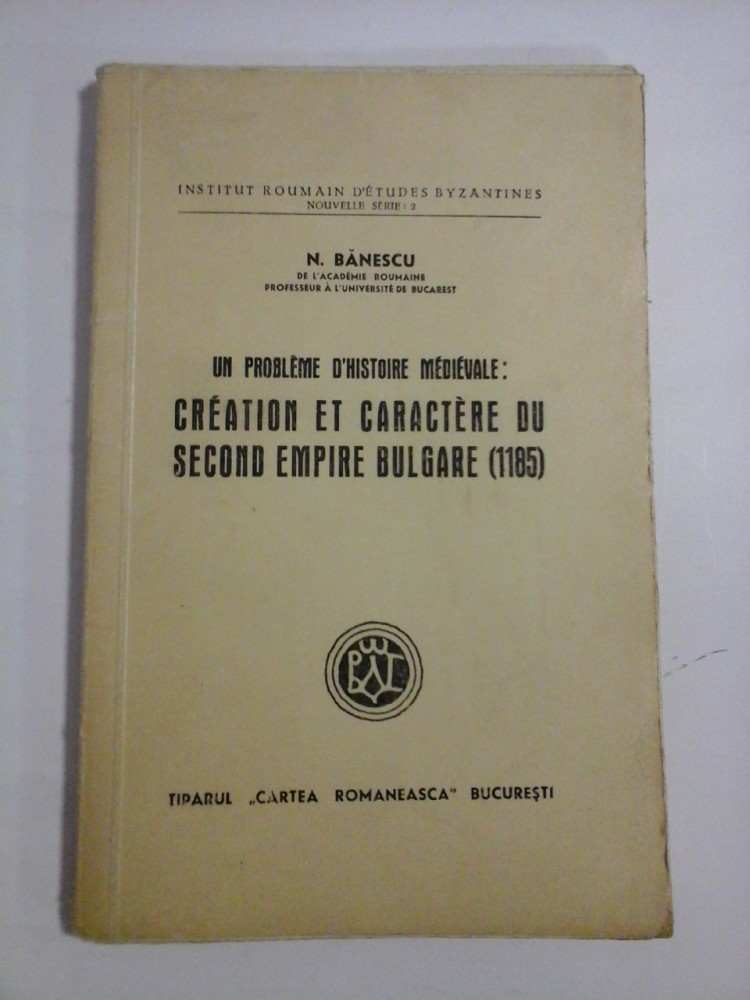 INSTITUT ROUMAIN D'ÉTUDES BYZANTINES
NOUVELLE SÉRIE : 2
N. BĂNESCU
DE L'ACADÉMIE ROUMAINE
PROFESSEUR À L'UNIVERSITÉ DE BUCAREST
UN PROBLÈME D'HISTOIRE MÉDIÉVALE :
CRÉATION ET CARACTÈRE DU
SECOND EMPIRE BULGARE (1185)
TIPARUL „CARTEA ROMANEASCA" BUCUREȘTI